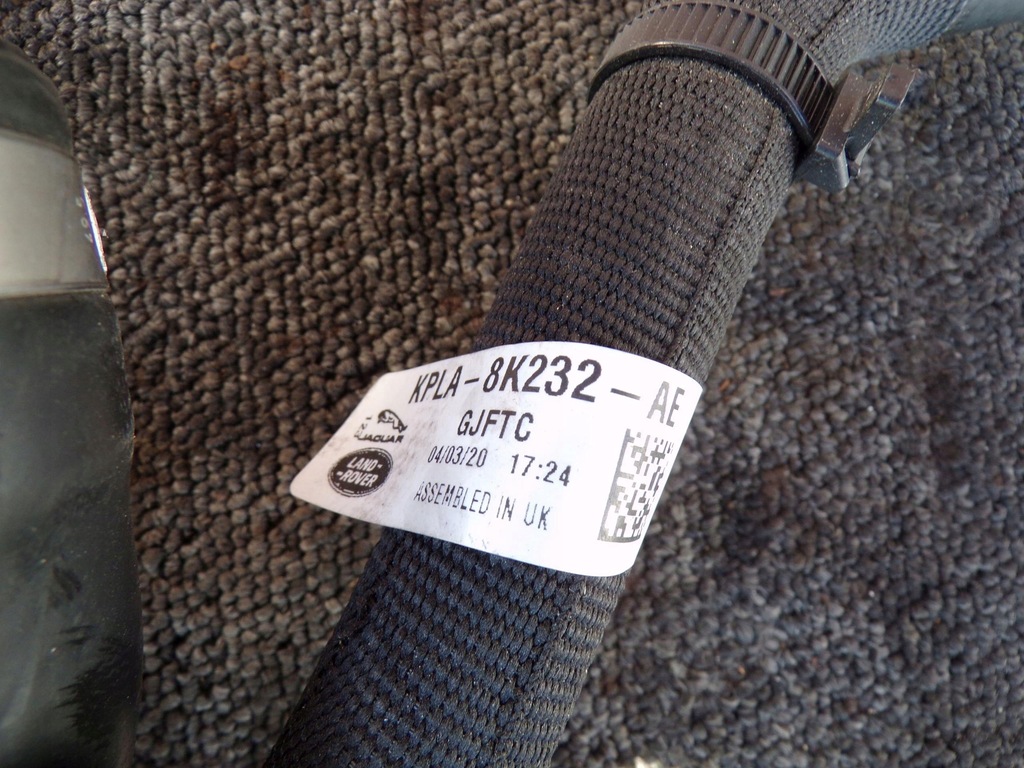 KPLA-8K232-AE
GJFTC
JAGUAR
04/03/20 17:24
LAND-
-ROVER
ASSEMBLED IN UK